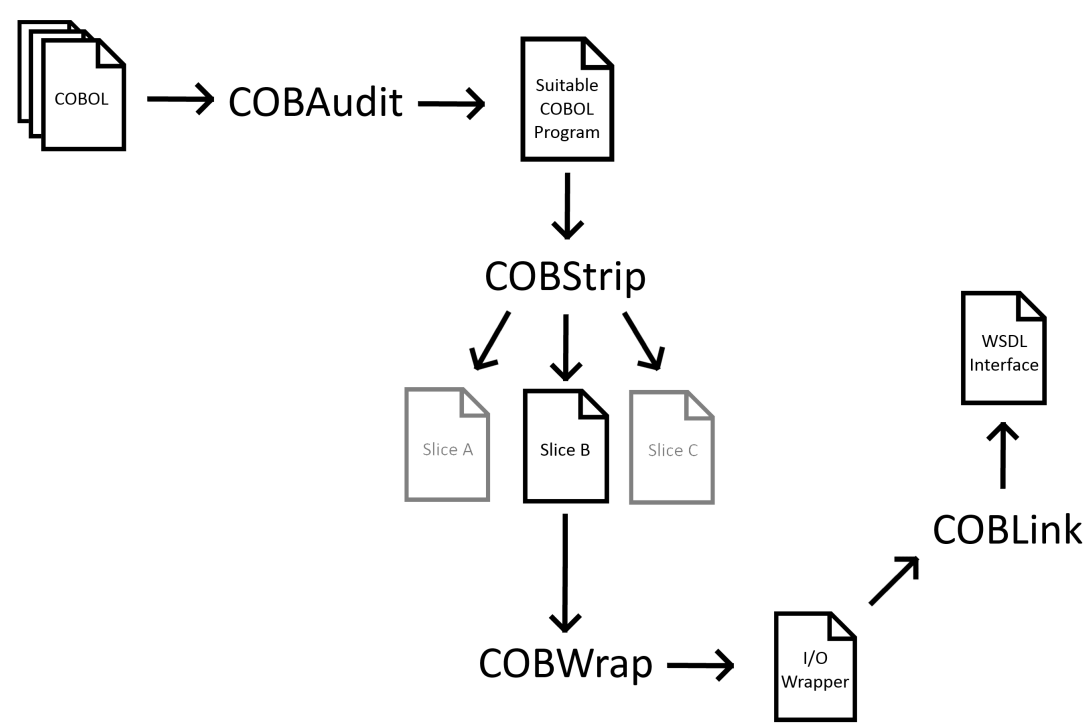 COBOL
COBAudit
Suitable
COBOL
Program
COBStrip
Slice A
Slice B
Slice C
WSDL
Interface
COBLink
COBWrap
I/O
Wrapper